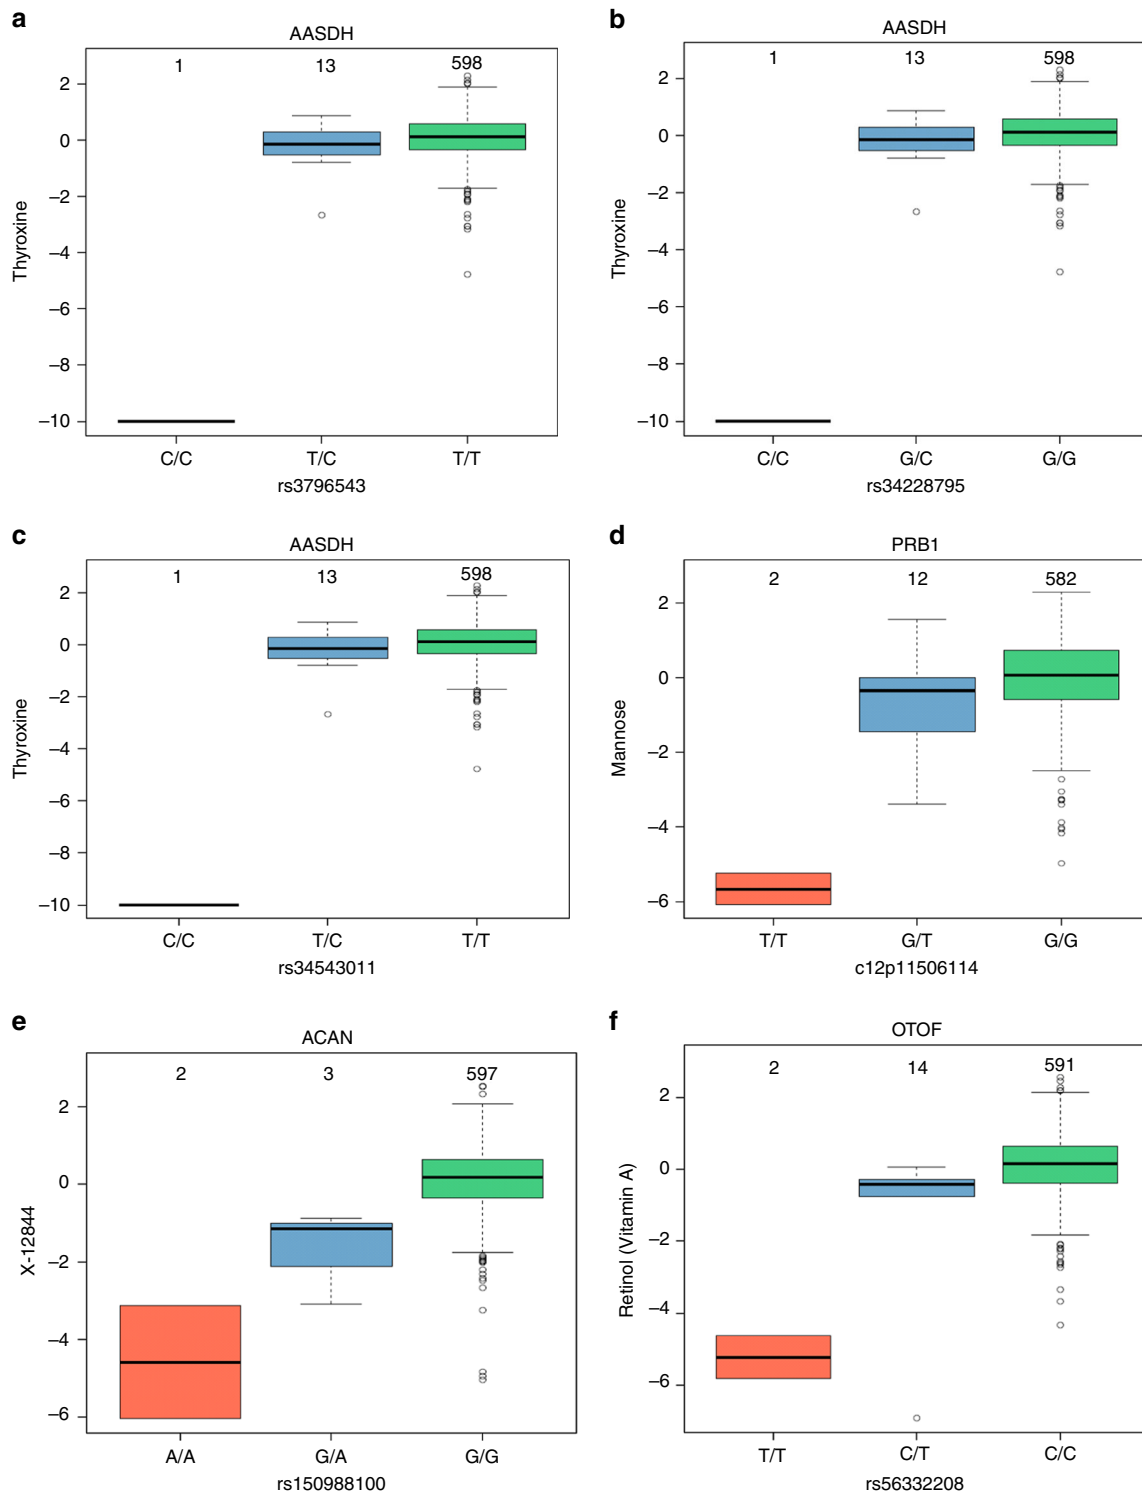 a
AASDH
1 13 598
2
0
−2
−4
−6
−8
−10
Thyroxine
C/C T/C T/T
rs3796543
b
AASDH
1 13 598
2
0
−2
−4
−6
−8
−10
Thyroxine
C/C G/C G/G
rs34228795
c
AASDH
1 13 598
2
0
−2
−4
−6
−8
−10
Thyroxine
C/C T/C T/T
rs34543011
d
PRB1
2 12 582
2
0
−2
−4
−6
Mannose
T/T G/T G/G
c12p11506114
e
ACAN
2 3 597
2
0
−2
−4
−6
X-12844
A/A G/A G/G
rs150988100
f
OTOF
2 14 591
2
0
−2
−4
−6
Retinol (Vitamin A)
T/T C/T C/C
rs56332208